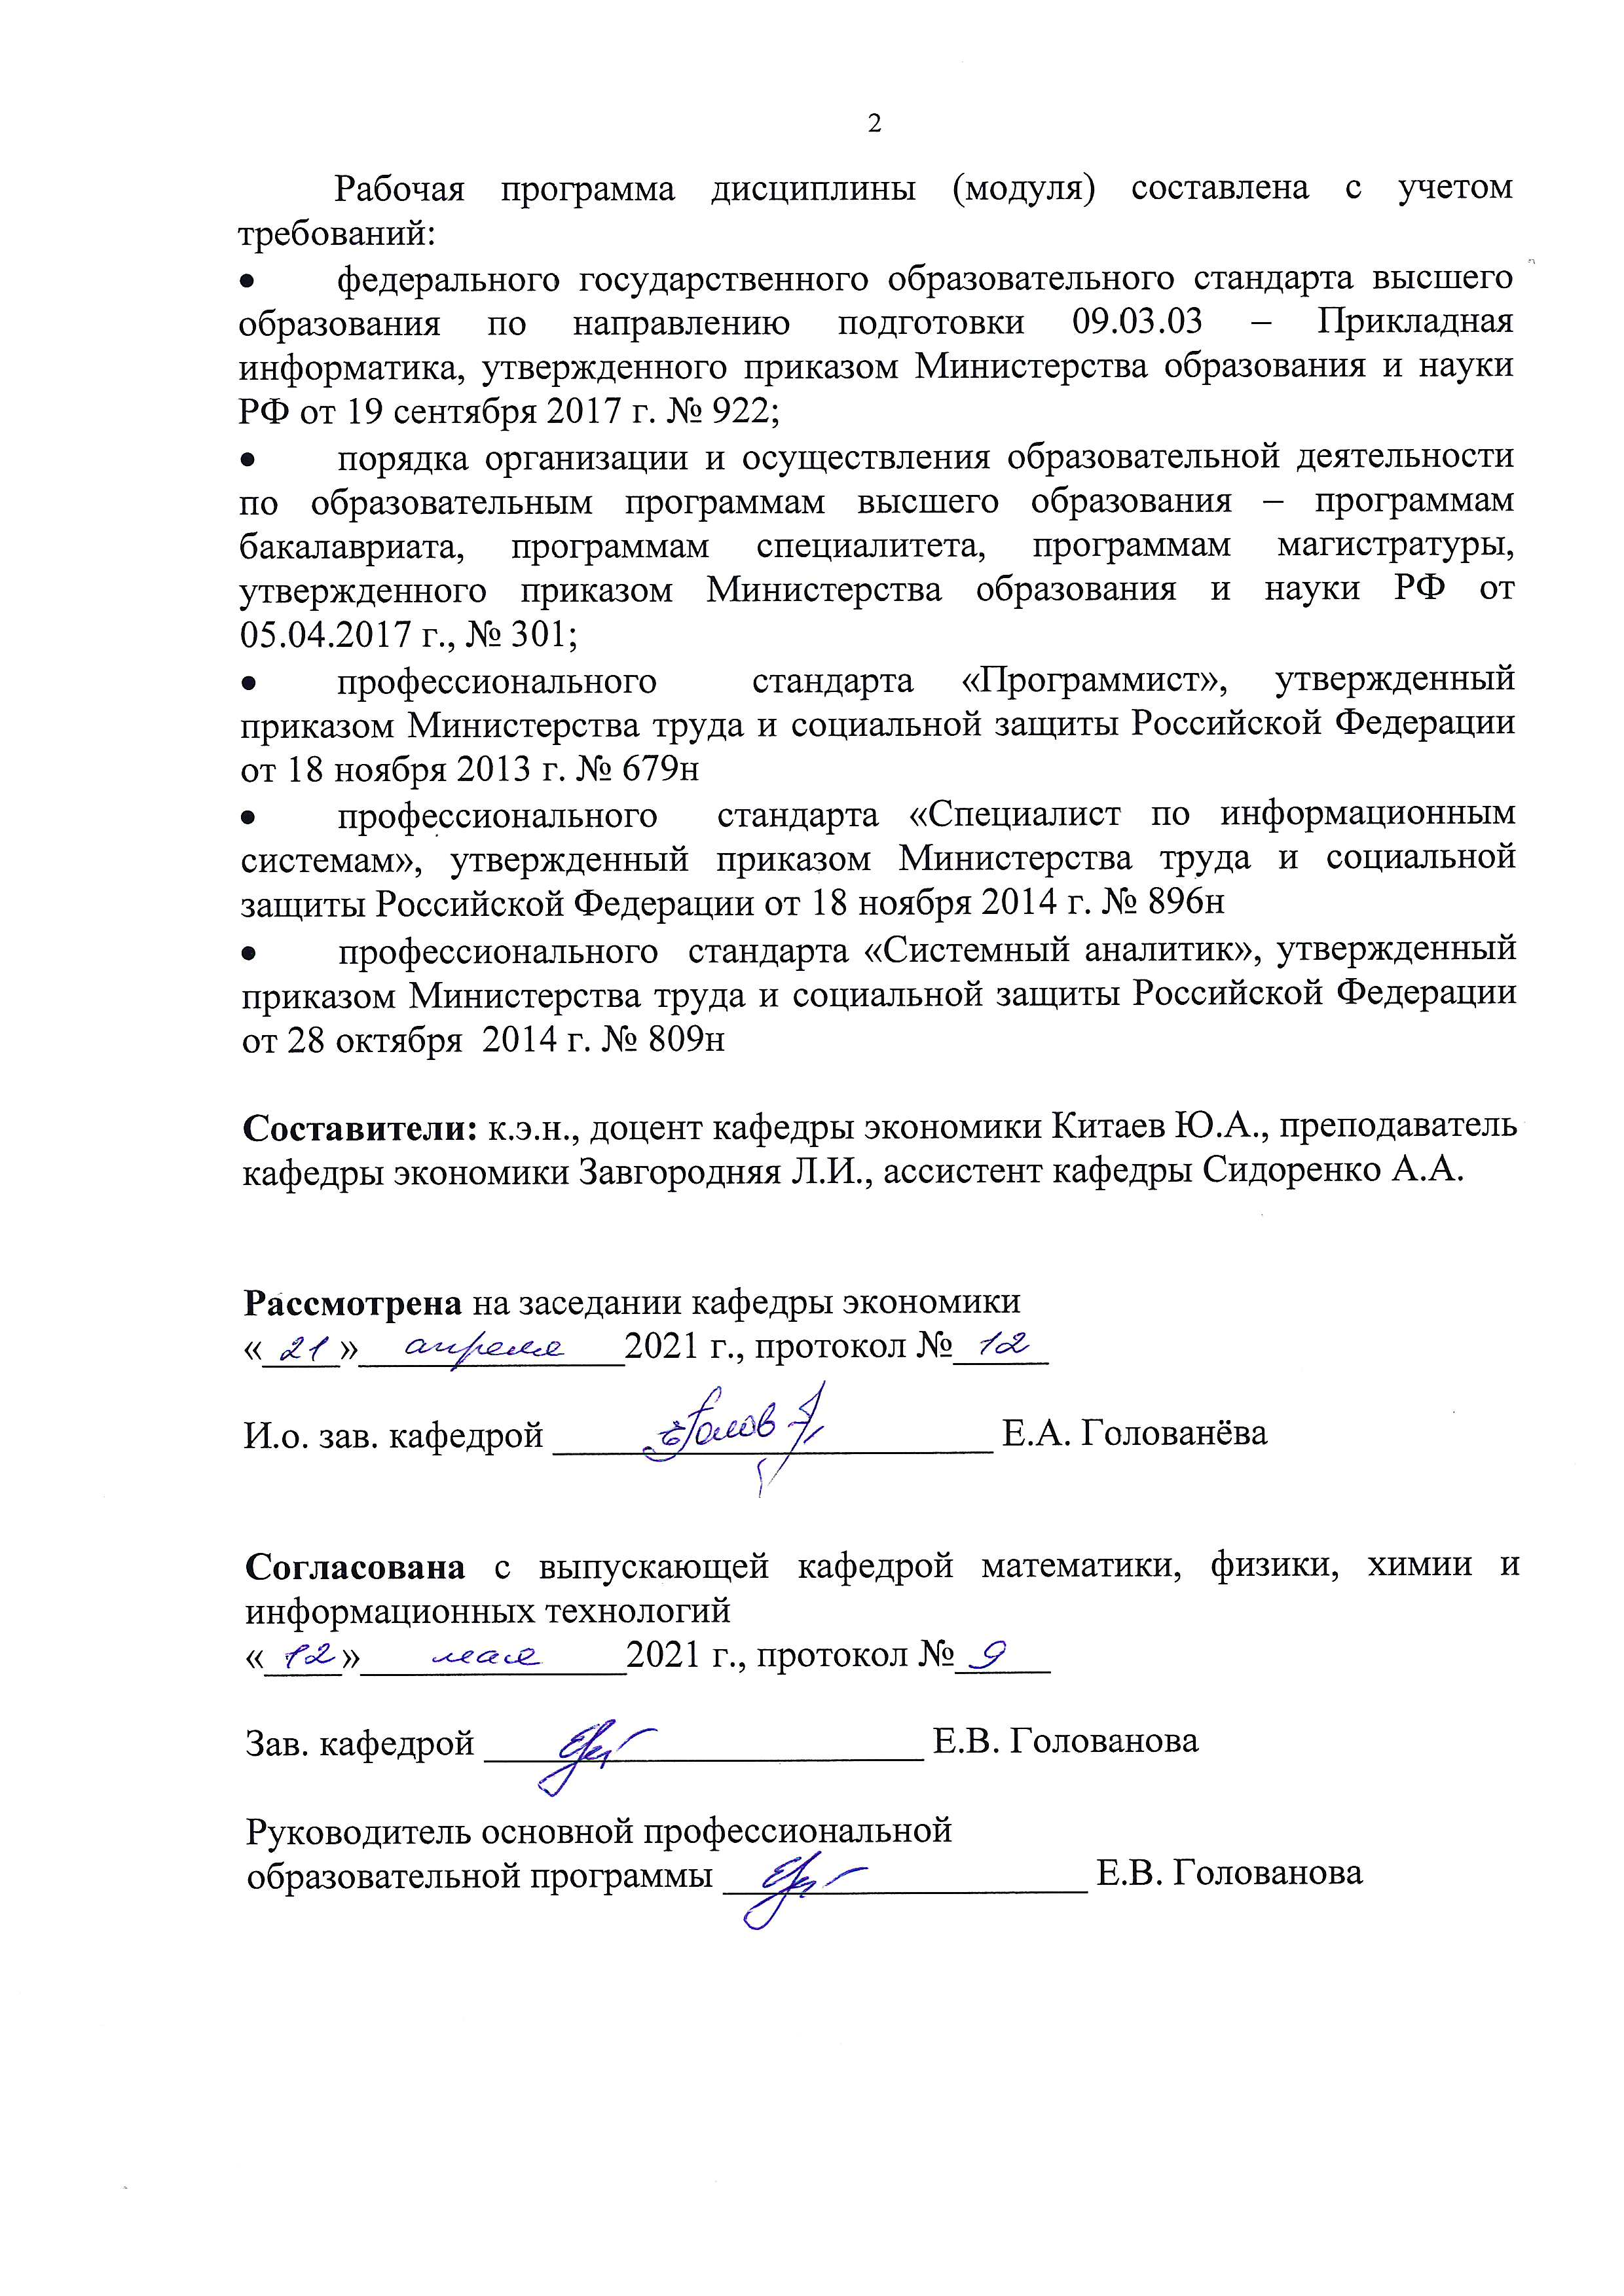 2
Рабочая программа дисциплины (модуля) составлена с учетом
требований:
• федерального государственного образовательного стандарта высшего
образования по направлению подготовки 09.03.03 – Прикладная
информатика, утвержденного приказом Министерства образования и науки
РФ от 19 сентября 2017 г. № 922;
• порядка организации и осуществления образовательной деятельности
по образовательным программам высшего образования – программам
бакалавриата, программам специалитета, программам магистратуры,
утвержденного приказом Министерства образования и науки РФ от
05.04.2017 г., № 301;
• профессионального стандарта «Программист», утвержденный
приказом Министерства труда и социальной защиты Российской Федерации
от 18 ноября 2013 г. № 679н
• профессионального стандарта «Специалист по информационным
системам», утвержденный приказом Министерства труда и социальной
защиты Российской Федерации от 18 ноября 2014 г. № 896н
• профессионального стандарта «Системный аналитик», утвержденный
приказом Министерства труда и социальной защиты Российской Федерации
от 28 октября 2014 г. № 809н
Составители: к.э.н., доцент кафедры экономики Китаев Ю.А., преподаватель
кафедры экономики Завгородняя Л.И., ассистент кафедры Сидоренко А.А.
Рассмотрена на заседании кафедры экономики
«21» апреля 2021 г., протокол № 12
И.о. зав. кафедрой Е.А. Голованёва
Согласована с выпускающей кафедрой математики, физики, химии и
информационных технологий
«12» мая 2021 г., протокол № 9
Зав. кафедрой Е.В. Голованова
Руководитель основной профессиональной
образовательной программы Е.В. Голованова